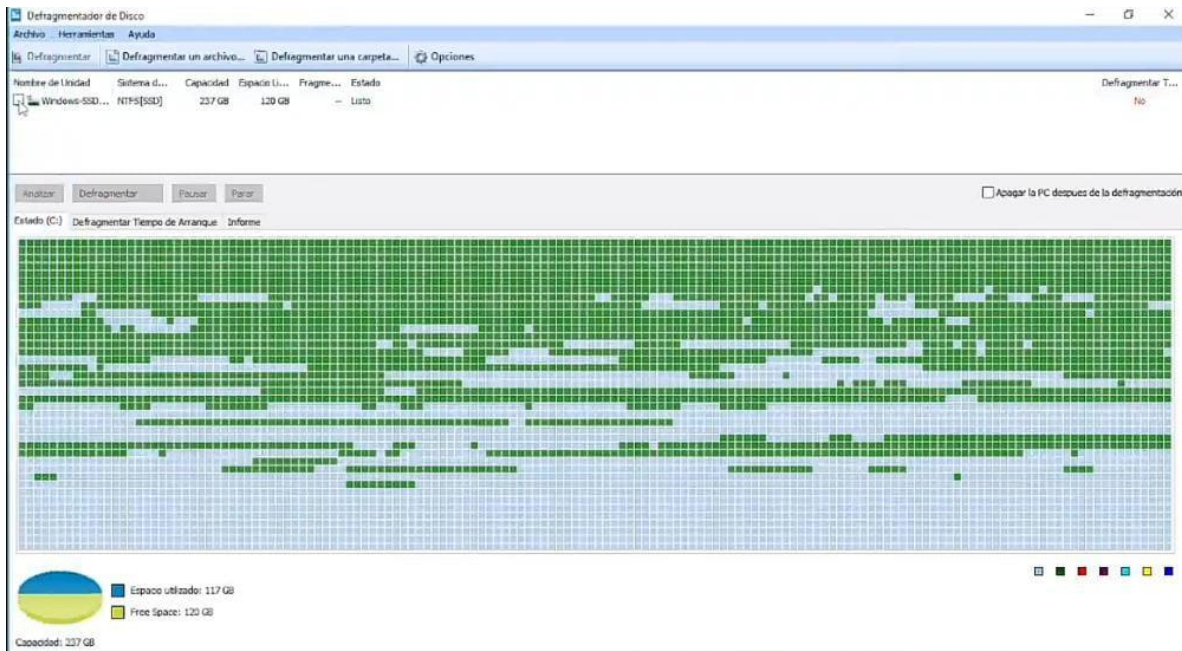 Defragmentador de Disco
Archivo Herramientas Ayuda
Defragmentar Defragmentar un archivo... Defragmentar una carpeta... Opciones
Nombre de Unidad Sistema d... Capacidad Espacio Li... Fragme... Estado Defragmentar T...
Windows-SSD... NTFS[SSD] 237 GB 120 GB -- Listo No
Analizar Defragmentar Pausar Parar Apagar la PC despues de la defragmentación
Estado (C:) Defragmentar Tiempo de Arranque Informe
Espacio utilizado: 117 GB
Free Space: 120 GB
Capacidad: 237 GB